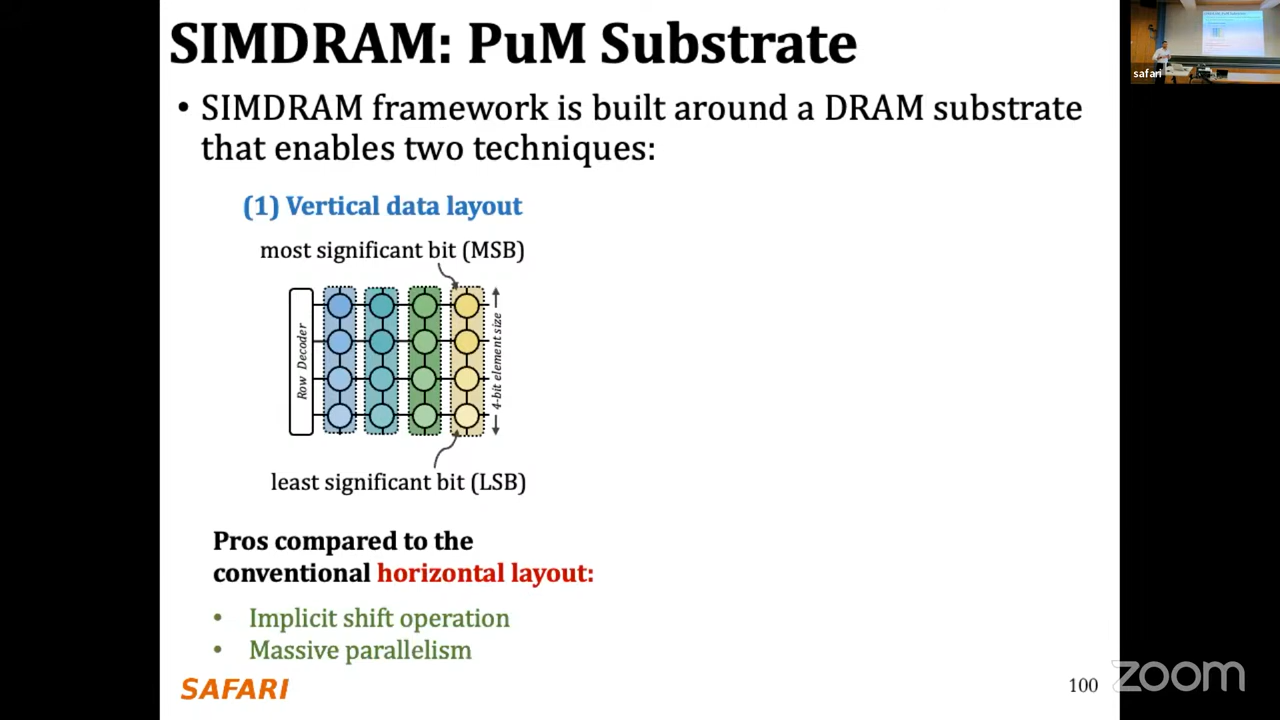 SIMDRAM: PuM Substrate
• SIMDRAM framework is built around a DRAM substrate
that enables two techniques:
(1) Vertical data layout
most significant bit (MSB)
Row Decoder
4-bit element size
least significant bit (LSB)
Pros compared to the
conventional horizontal layout:
• Implicit shift operation
• Massive parallelism
SAFARI
100
zoom
safari